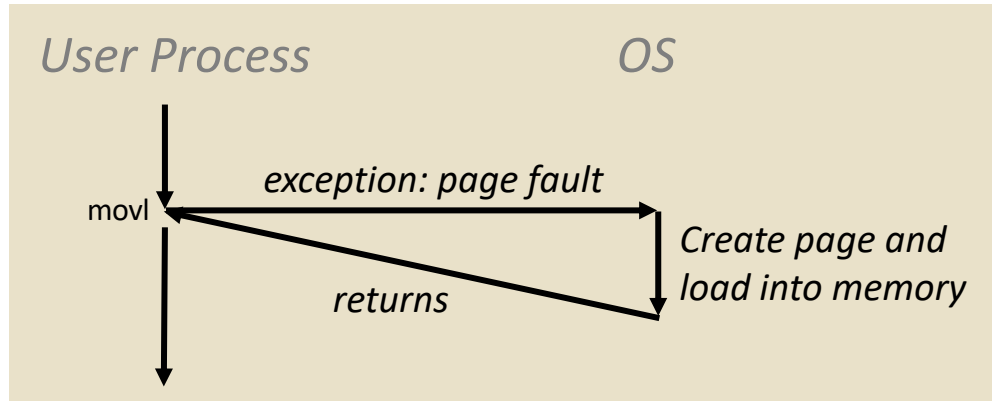 User Process
OS
exception: page fault
movl
Create page and
load into memory
returns